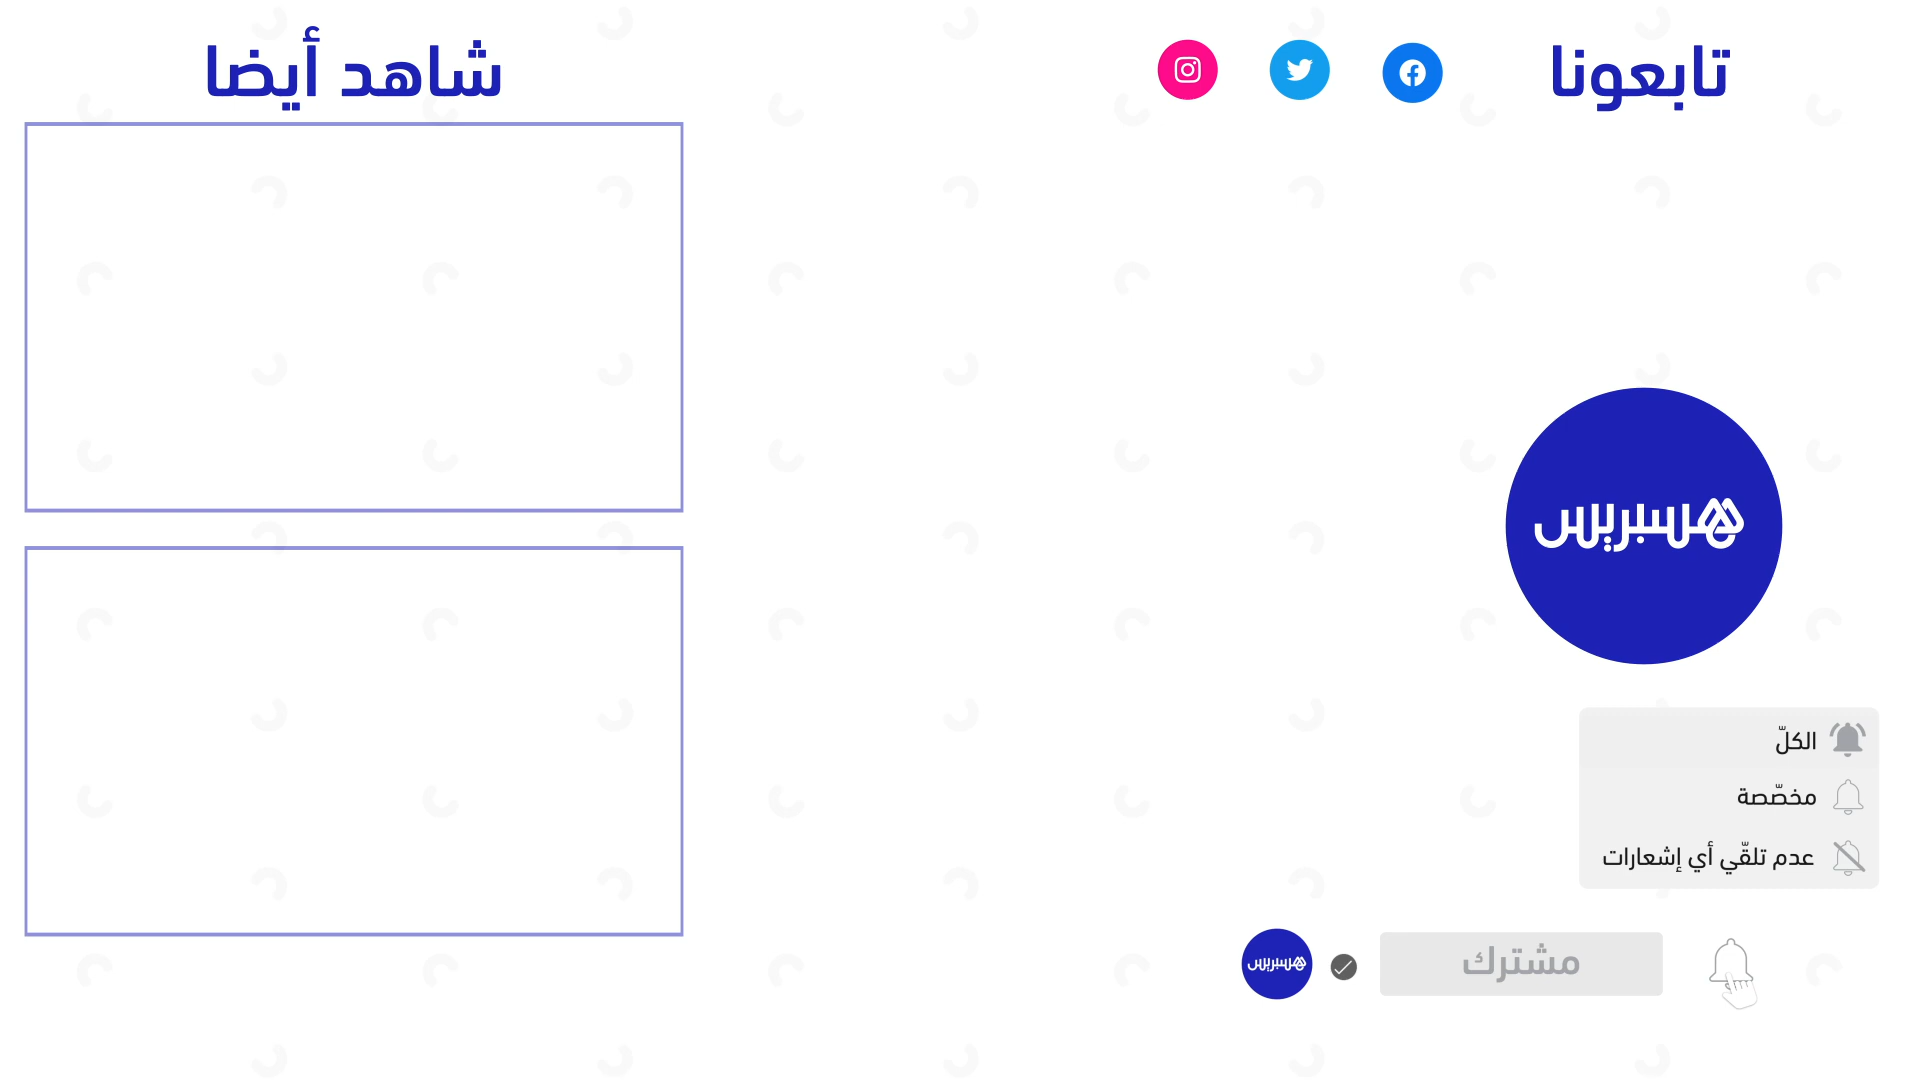 تابعونا
شاهد أيضا
هسبريس
الكلّ
مخصّصة
عدم تلقّي أي إشعارات
مشترك
هسبريس